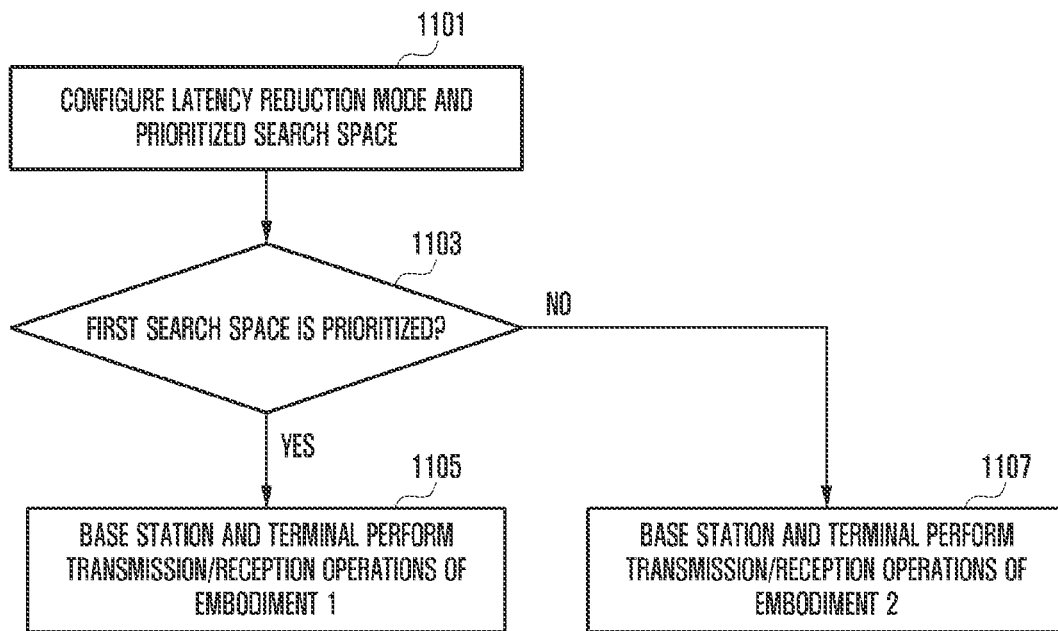 1101
CONFIGURE LATENCY REDUCTION MODE AND
PRIORITIZED SEARCH SPACE
1103
FIRST SEARCH SPACE IS PRIORITIZED?
NO
YES
1105
BASE STATION AND TERMINAL PERFORM
TRANSMISSION/RECEPTION OPERATIONS OF
EMBODIMENT 1
1107
BASE STATION AND TERMINAL PERFORM
TRANSMISSION/RECEPTION OPERATIONS OF
EMBODIMENT 2